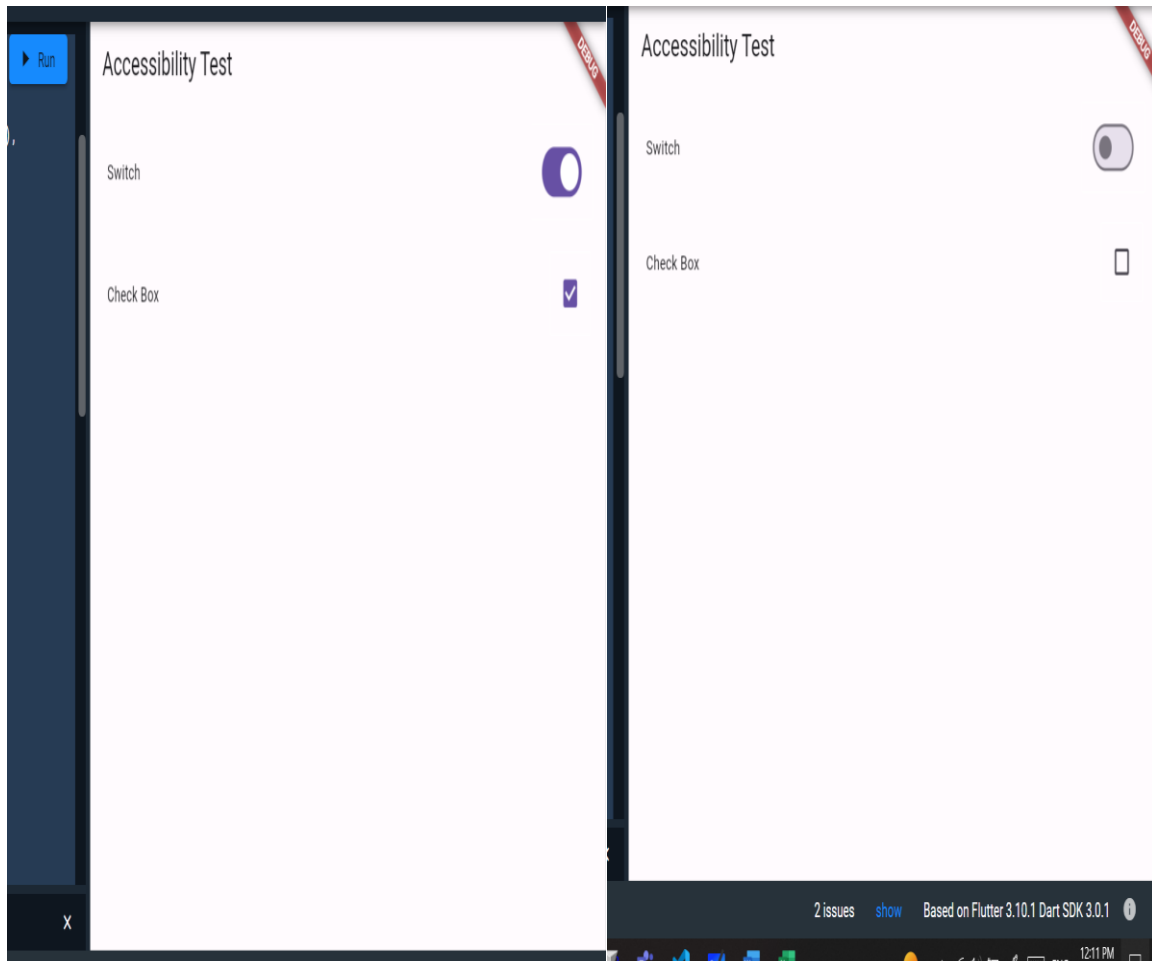 Run
Accessibility Test
DEBUG
),
Switch
Check Box
X
Accessibility Test
DEBUG
Switch
Check Box
2 issues show Based on Flutter 3.10.1 Dart SDK 3.0.1
12:11 PM